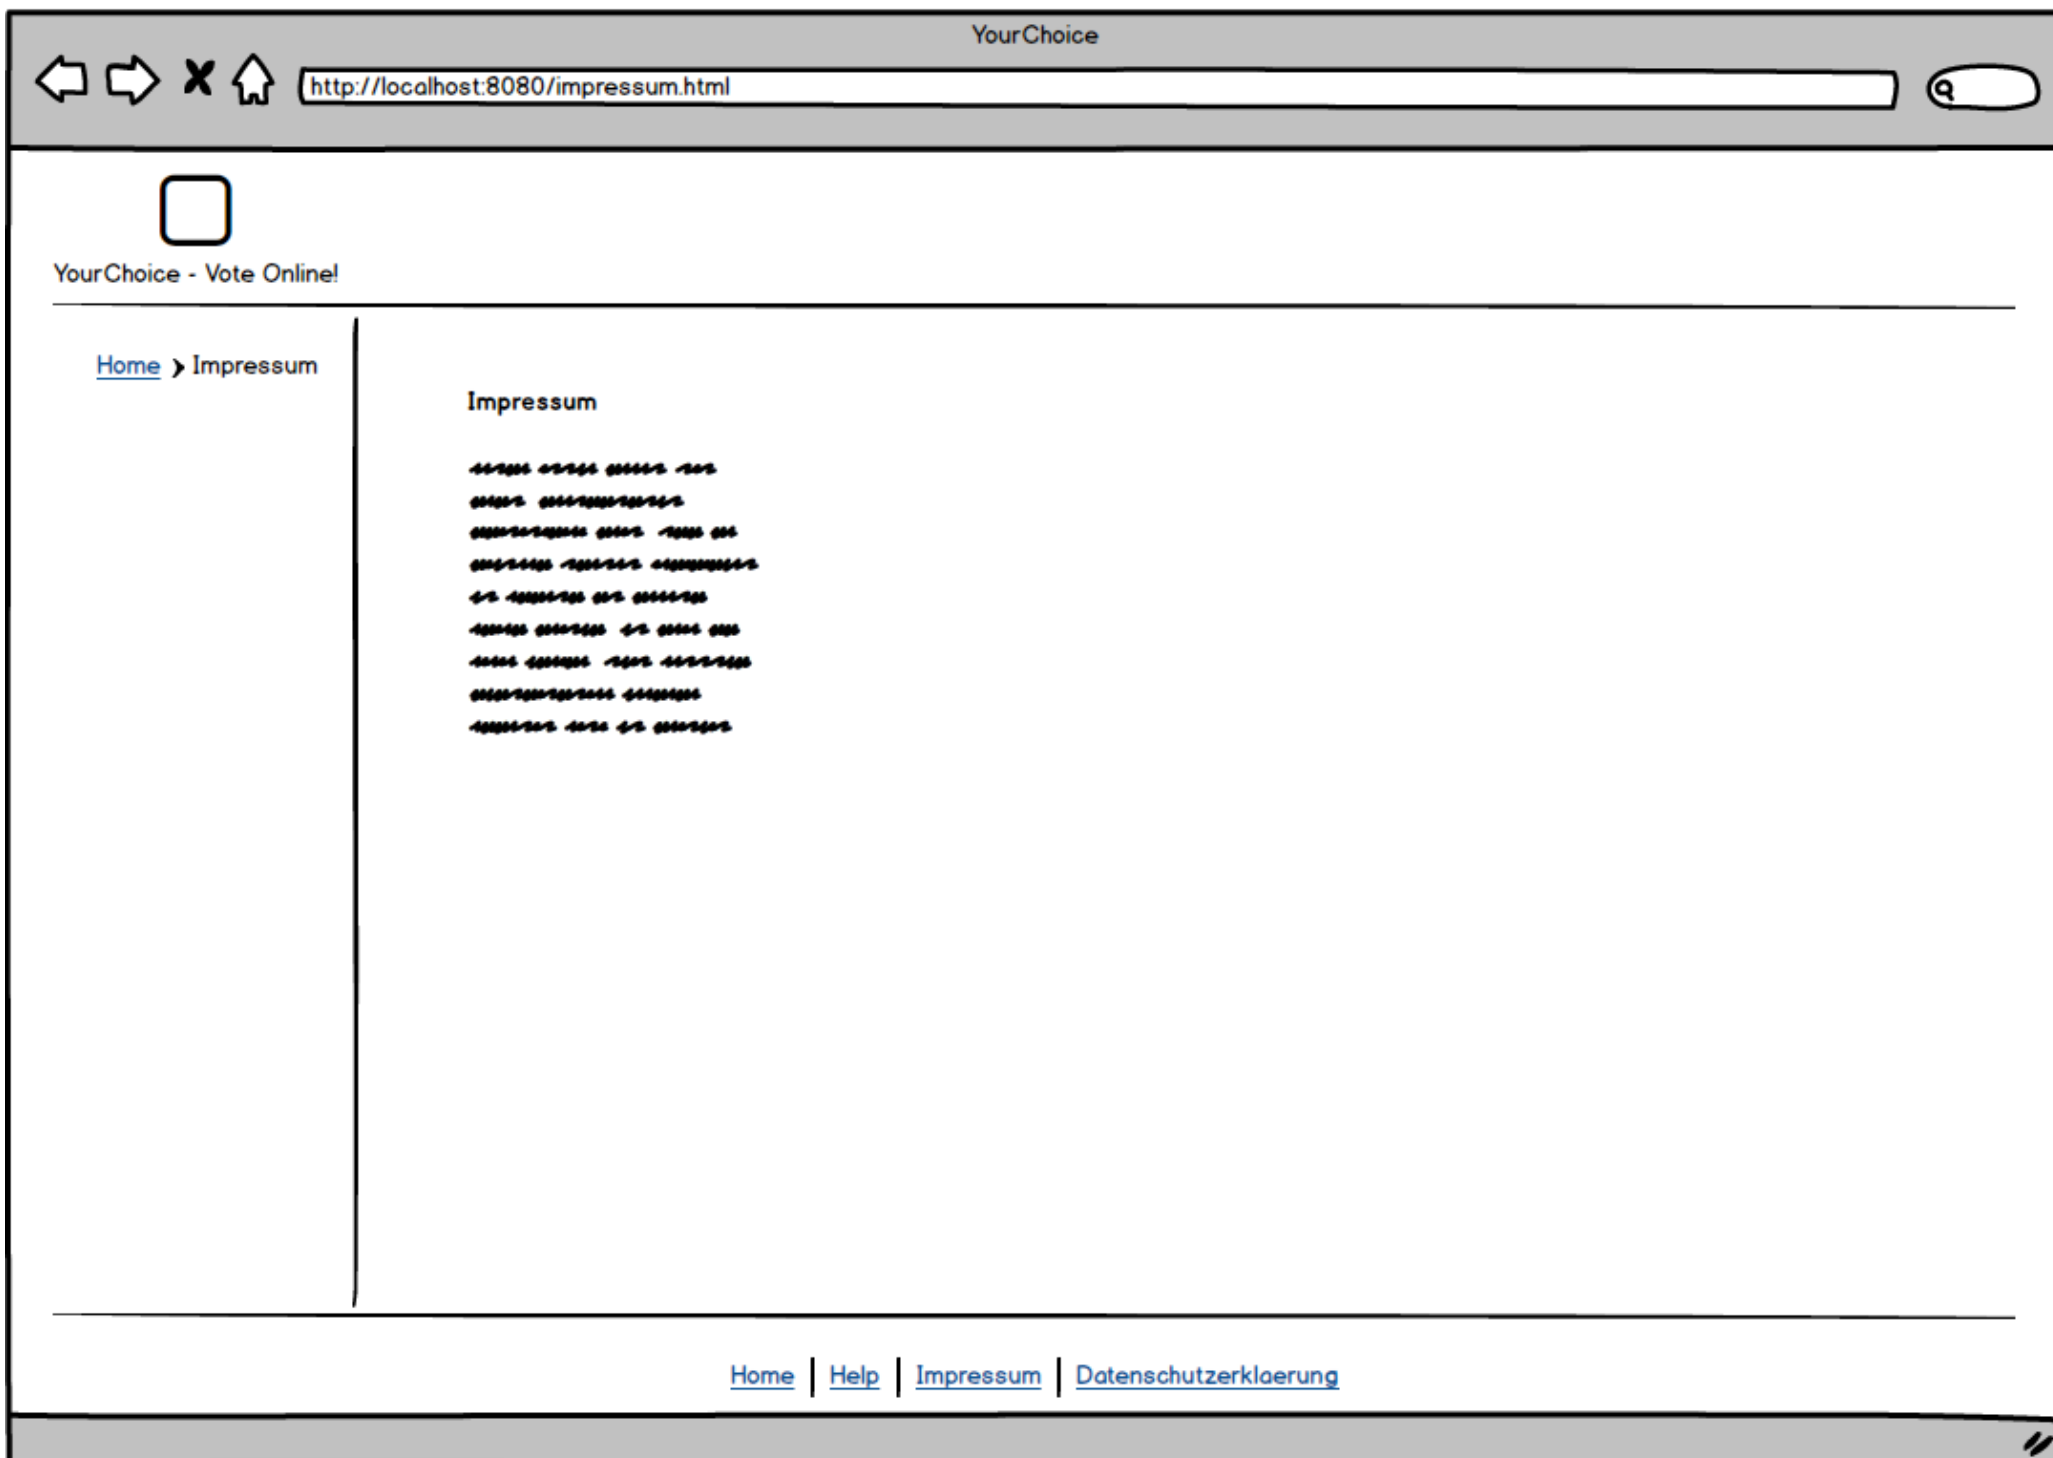 YourChoice
http://localhost:8080/impressum.html
YourChoice - Vote Online!
Home > Impressum
Impressum
Home | Help | Impressum | Datenschutzerklaerung